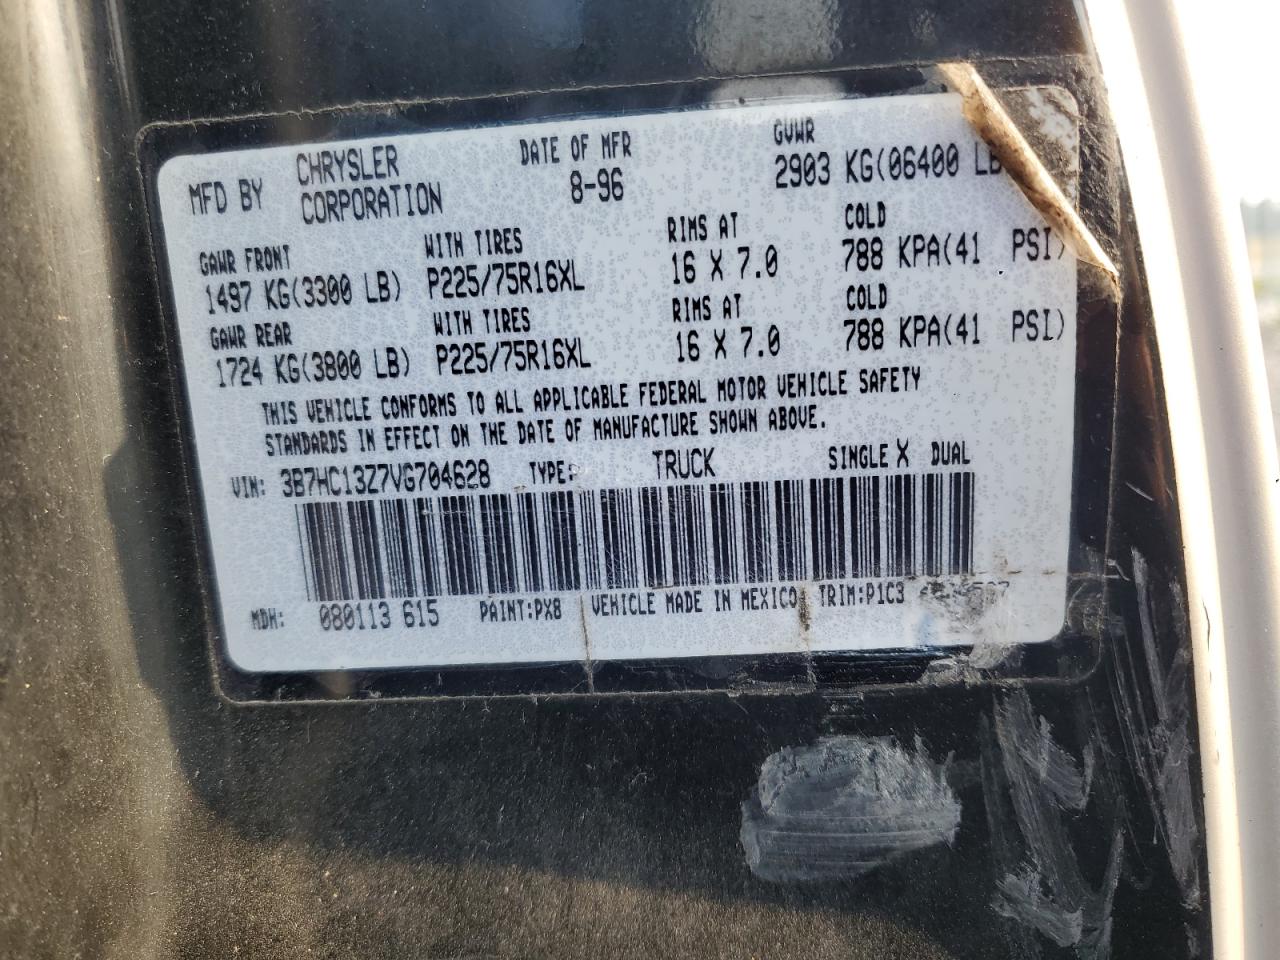 MFD BY CHRYSLER CORPORATION DATE OF MFR 8-96 GVWR 2903 KG(06400 LB
GAWR FRONT WITH TIRES RIMS AT COLD
1497 KG(3300 LB) P225/75R16XL 16 X 7.0 788 KPA(41 PSI)
GAWR REAR WITH TIRES RIMS AT COLD
1724 KG(3800 LB) P225/75R16XL 16 X 7.0 788 KPA(41 PSI)
THIS VEHICLE CONFORMS TO ALL APPLICABLE FEDERAL MOTOR VEHICLE SAFETY
STANDARDS IN EFFECT ON THE DATE OF MANUFACTURE SHOWN ABOVE.
VIN: 3B7HC13Z7VG704628 TYPE: TRUCK SINGLE X DUAL
MDH: 080113 615 PAINT:PX8 VEHICLE MADE IN MEXICO TRIM:P1C3